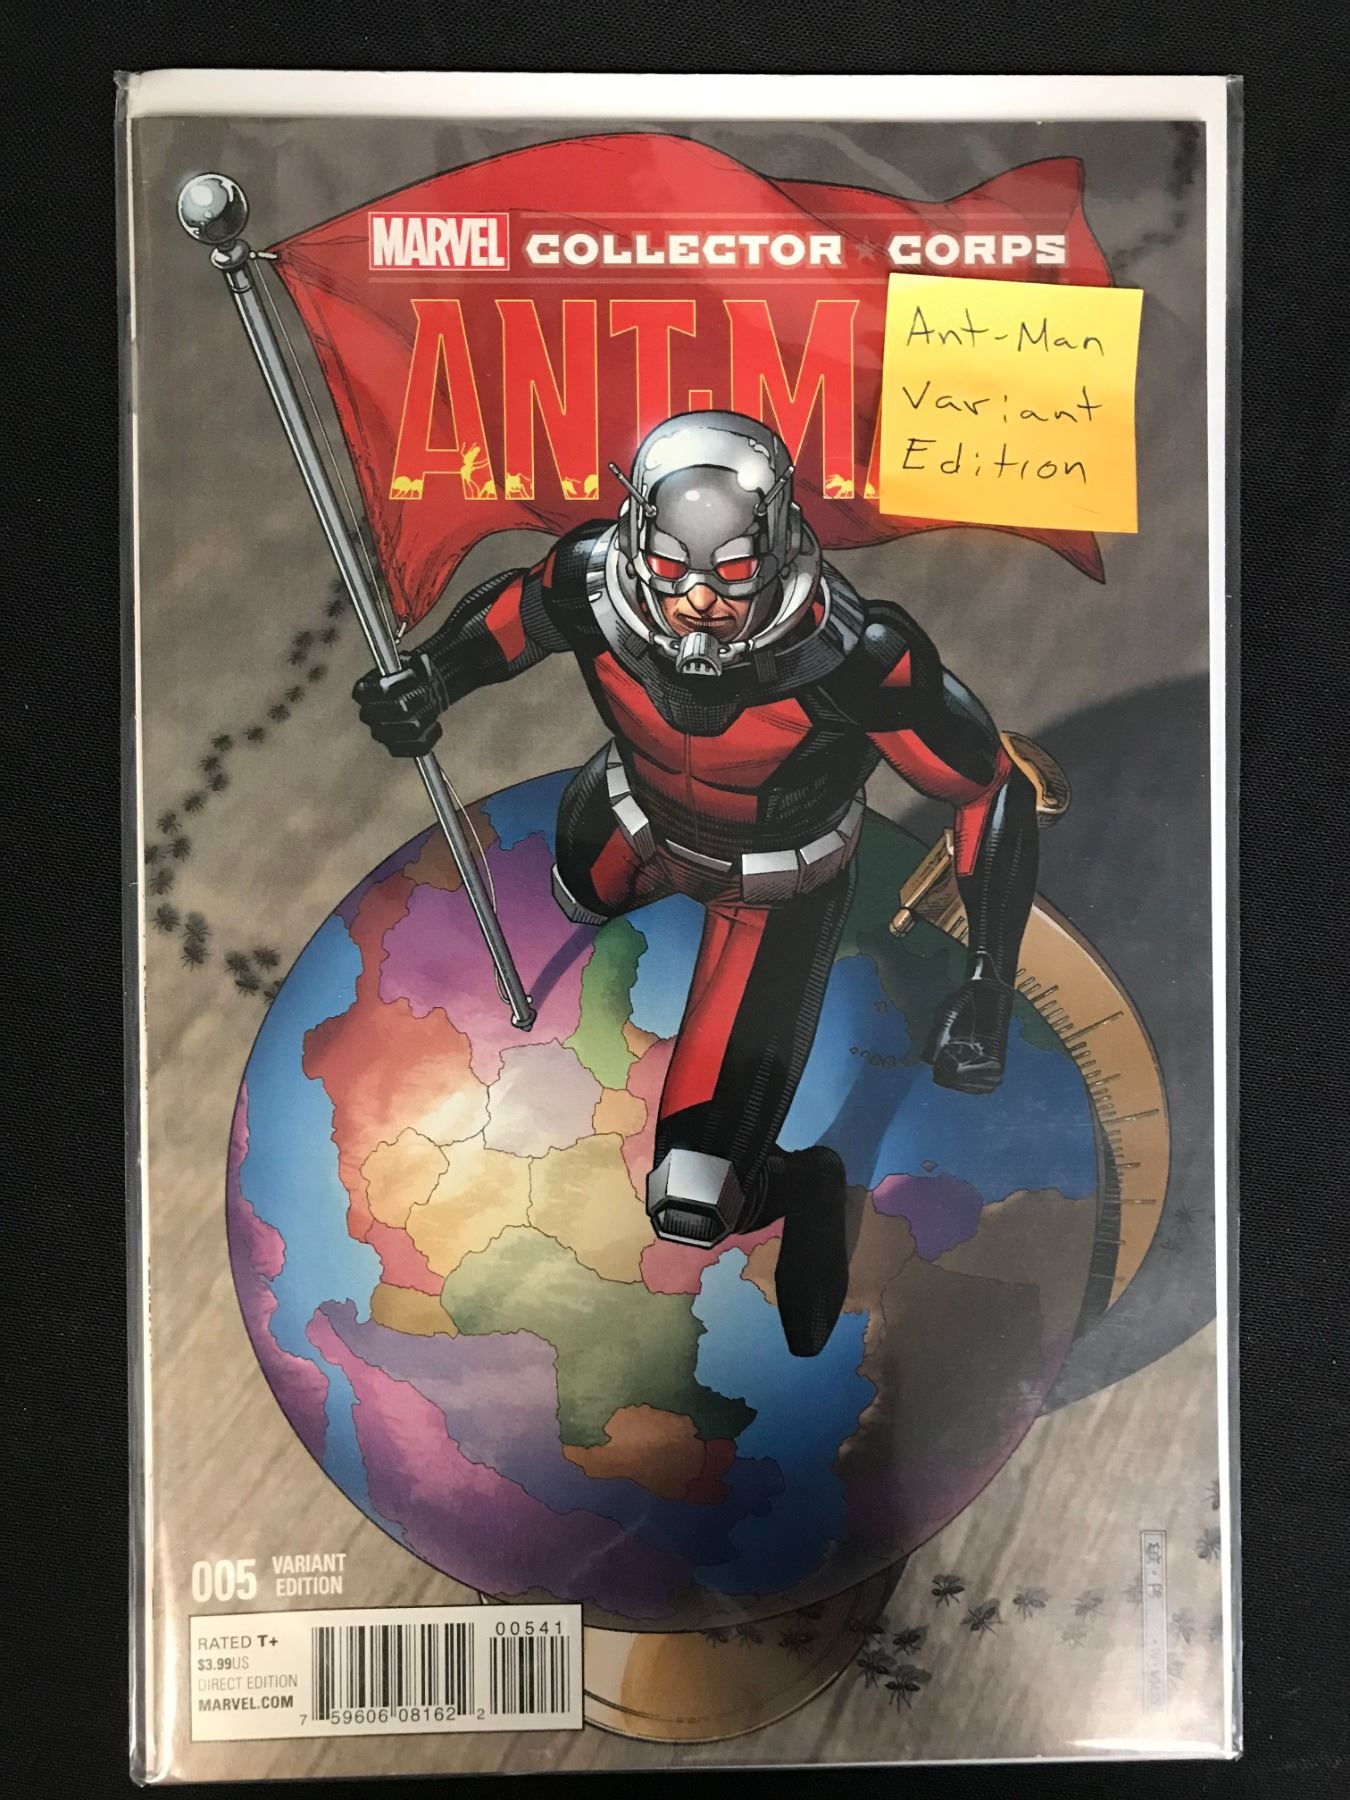 MARVEL COLLECTOR CORPS
ANT-MA
Ant-Man
Variant
Edition
005 VARIANT
EDITION
RATED T+
$3.99US
DIRECT EDITION
MARVEL.COM
00541
7 59606 08162 2